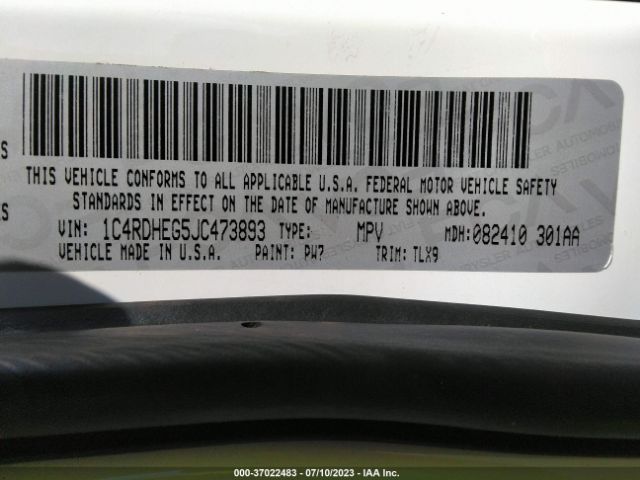 THIS VEHICLE CONFORMS TO ALL APPLICABLE U.S.A. FEDERAL MOTOR VEHICLE SAFETY
STANDARDS IN EFFECT ON THE DATE OF MANUFACTURE SHOWN ABOVE.
VIN: 1C4RDHEG5JC473893 TYPE: MPV MDH: 082410 301AA
VEHICLE MADE IN U.S.A. PAINT: PW7 TRIM: TLX9
000-37022483 - 07/10/2023 - IAA Inc.